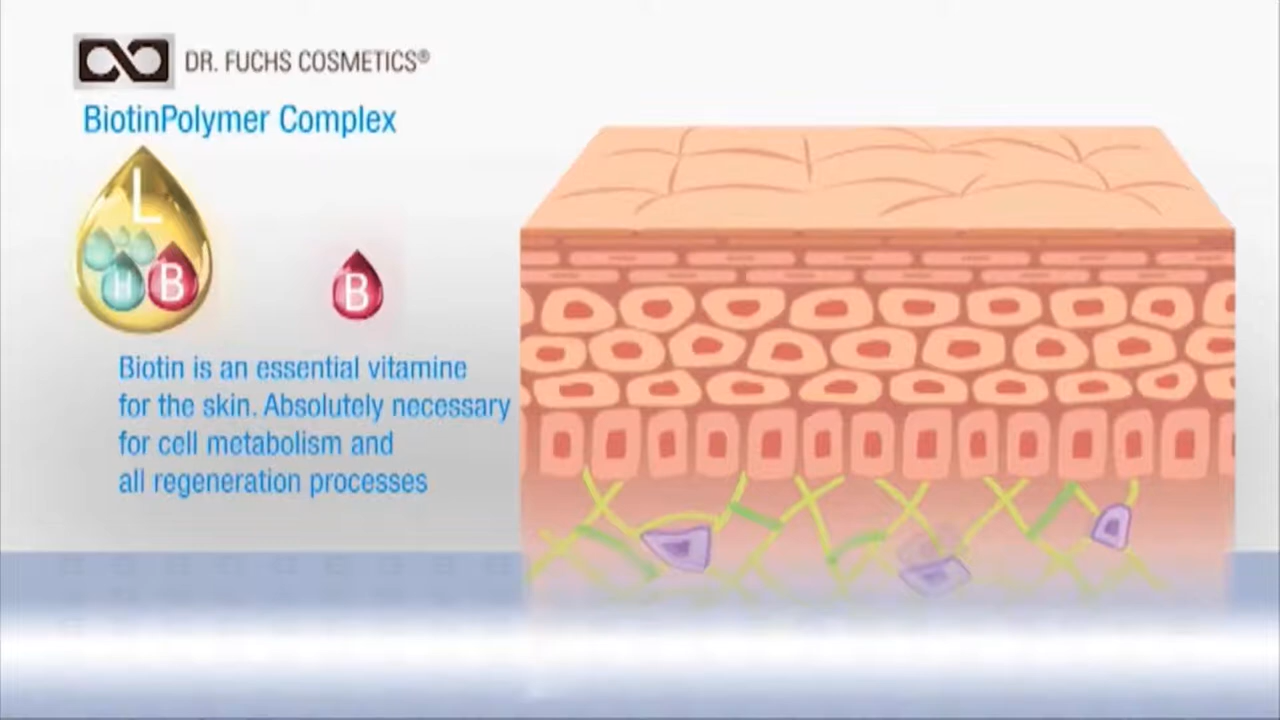 DR. FUCHS COSMETICS®
BiotinPolymer Complex
L
H B
B
Biotin is an essential vitamine
for the skin. Absolutely necessary
for cell metabolism and
all regeneration processes